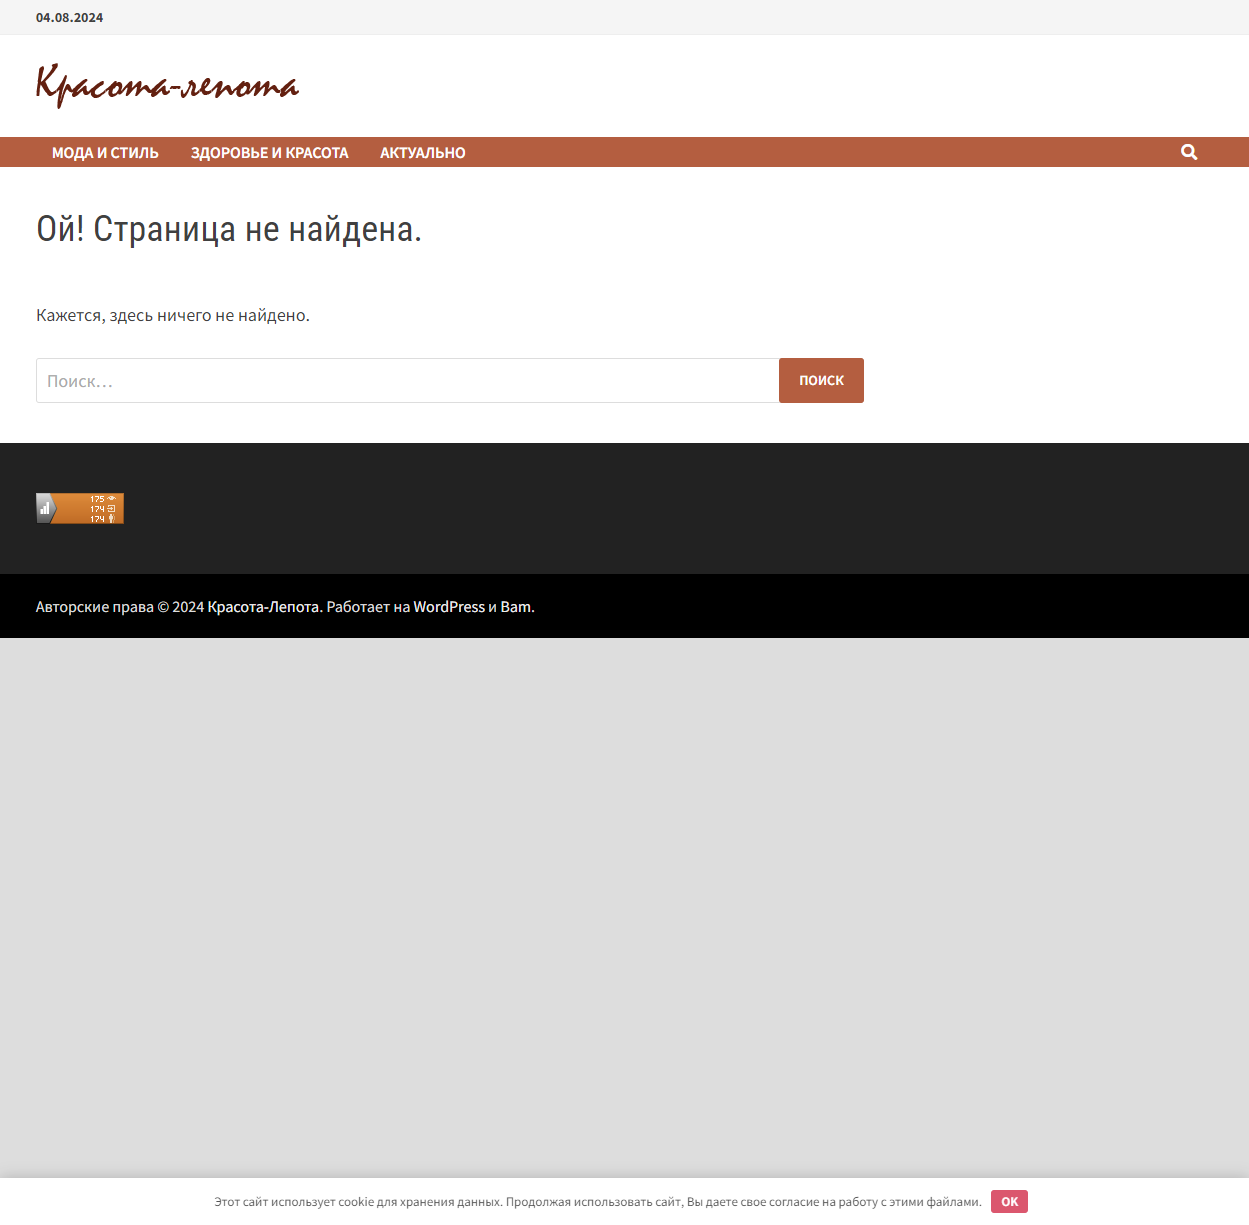 04.08.2024
Красота-лепота
МОДА И СТИЛЬ ЗДОРОВЬЕ И КРАСОТА АКТУАЛЬНО
Ой! Страница не найдена.
Кажется, здесь ничего не найдено.
Поиск… ПОИСК
175
174
174
Авторские права © 2024 Красота-Лепота. Работает на WordPress и Bam.
Этот сайт использует cookie для хранения данных. Продолжая использовать сайт, Вы даете свое согласие на работу с этими файлами. OK